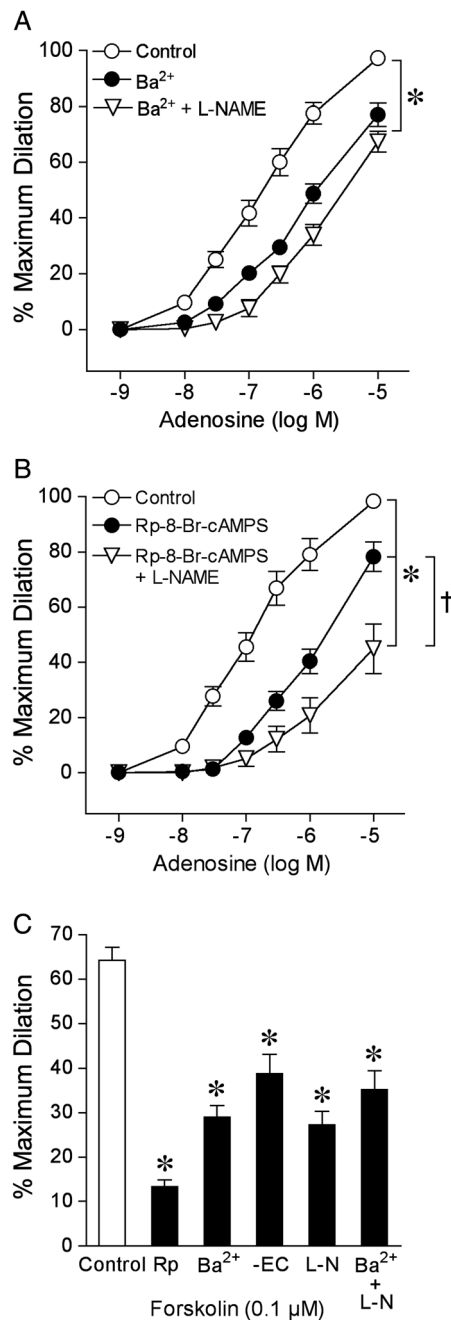 A
Control
Ba2+
Ba2+ + L-NAME
*
% Maximum Dilation
100
80
60
40
20
0
-9 -8 -7 -6 -5
Adenosine (log M)
B
Control
Rp-8-Br-cAMPS
Rp-8-Br-cAMPS
+ L-NAME
* †
% Maximum Dilation
100
80
60
40
20
0
-9 -8 -7 -6 -5
Adenosine (log M)
C
% Maximum Dilation
70
60
50
40
30
20
10
0
* * * * *
Control Rp Ba2+ -EC L-N Ba2+
+
L-N
Forskolin (0.1 µM)